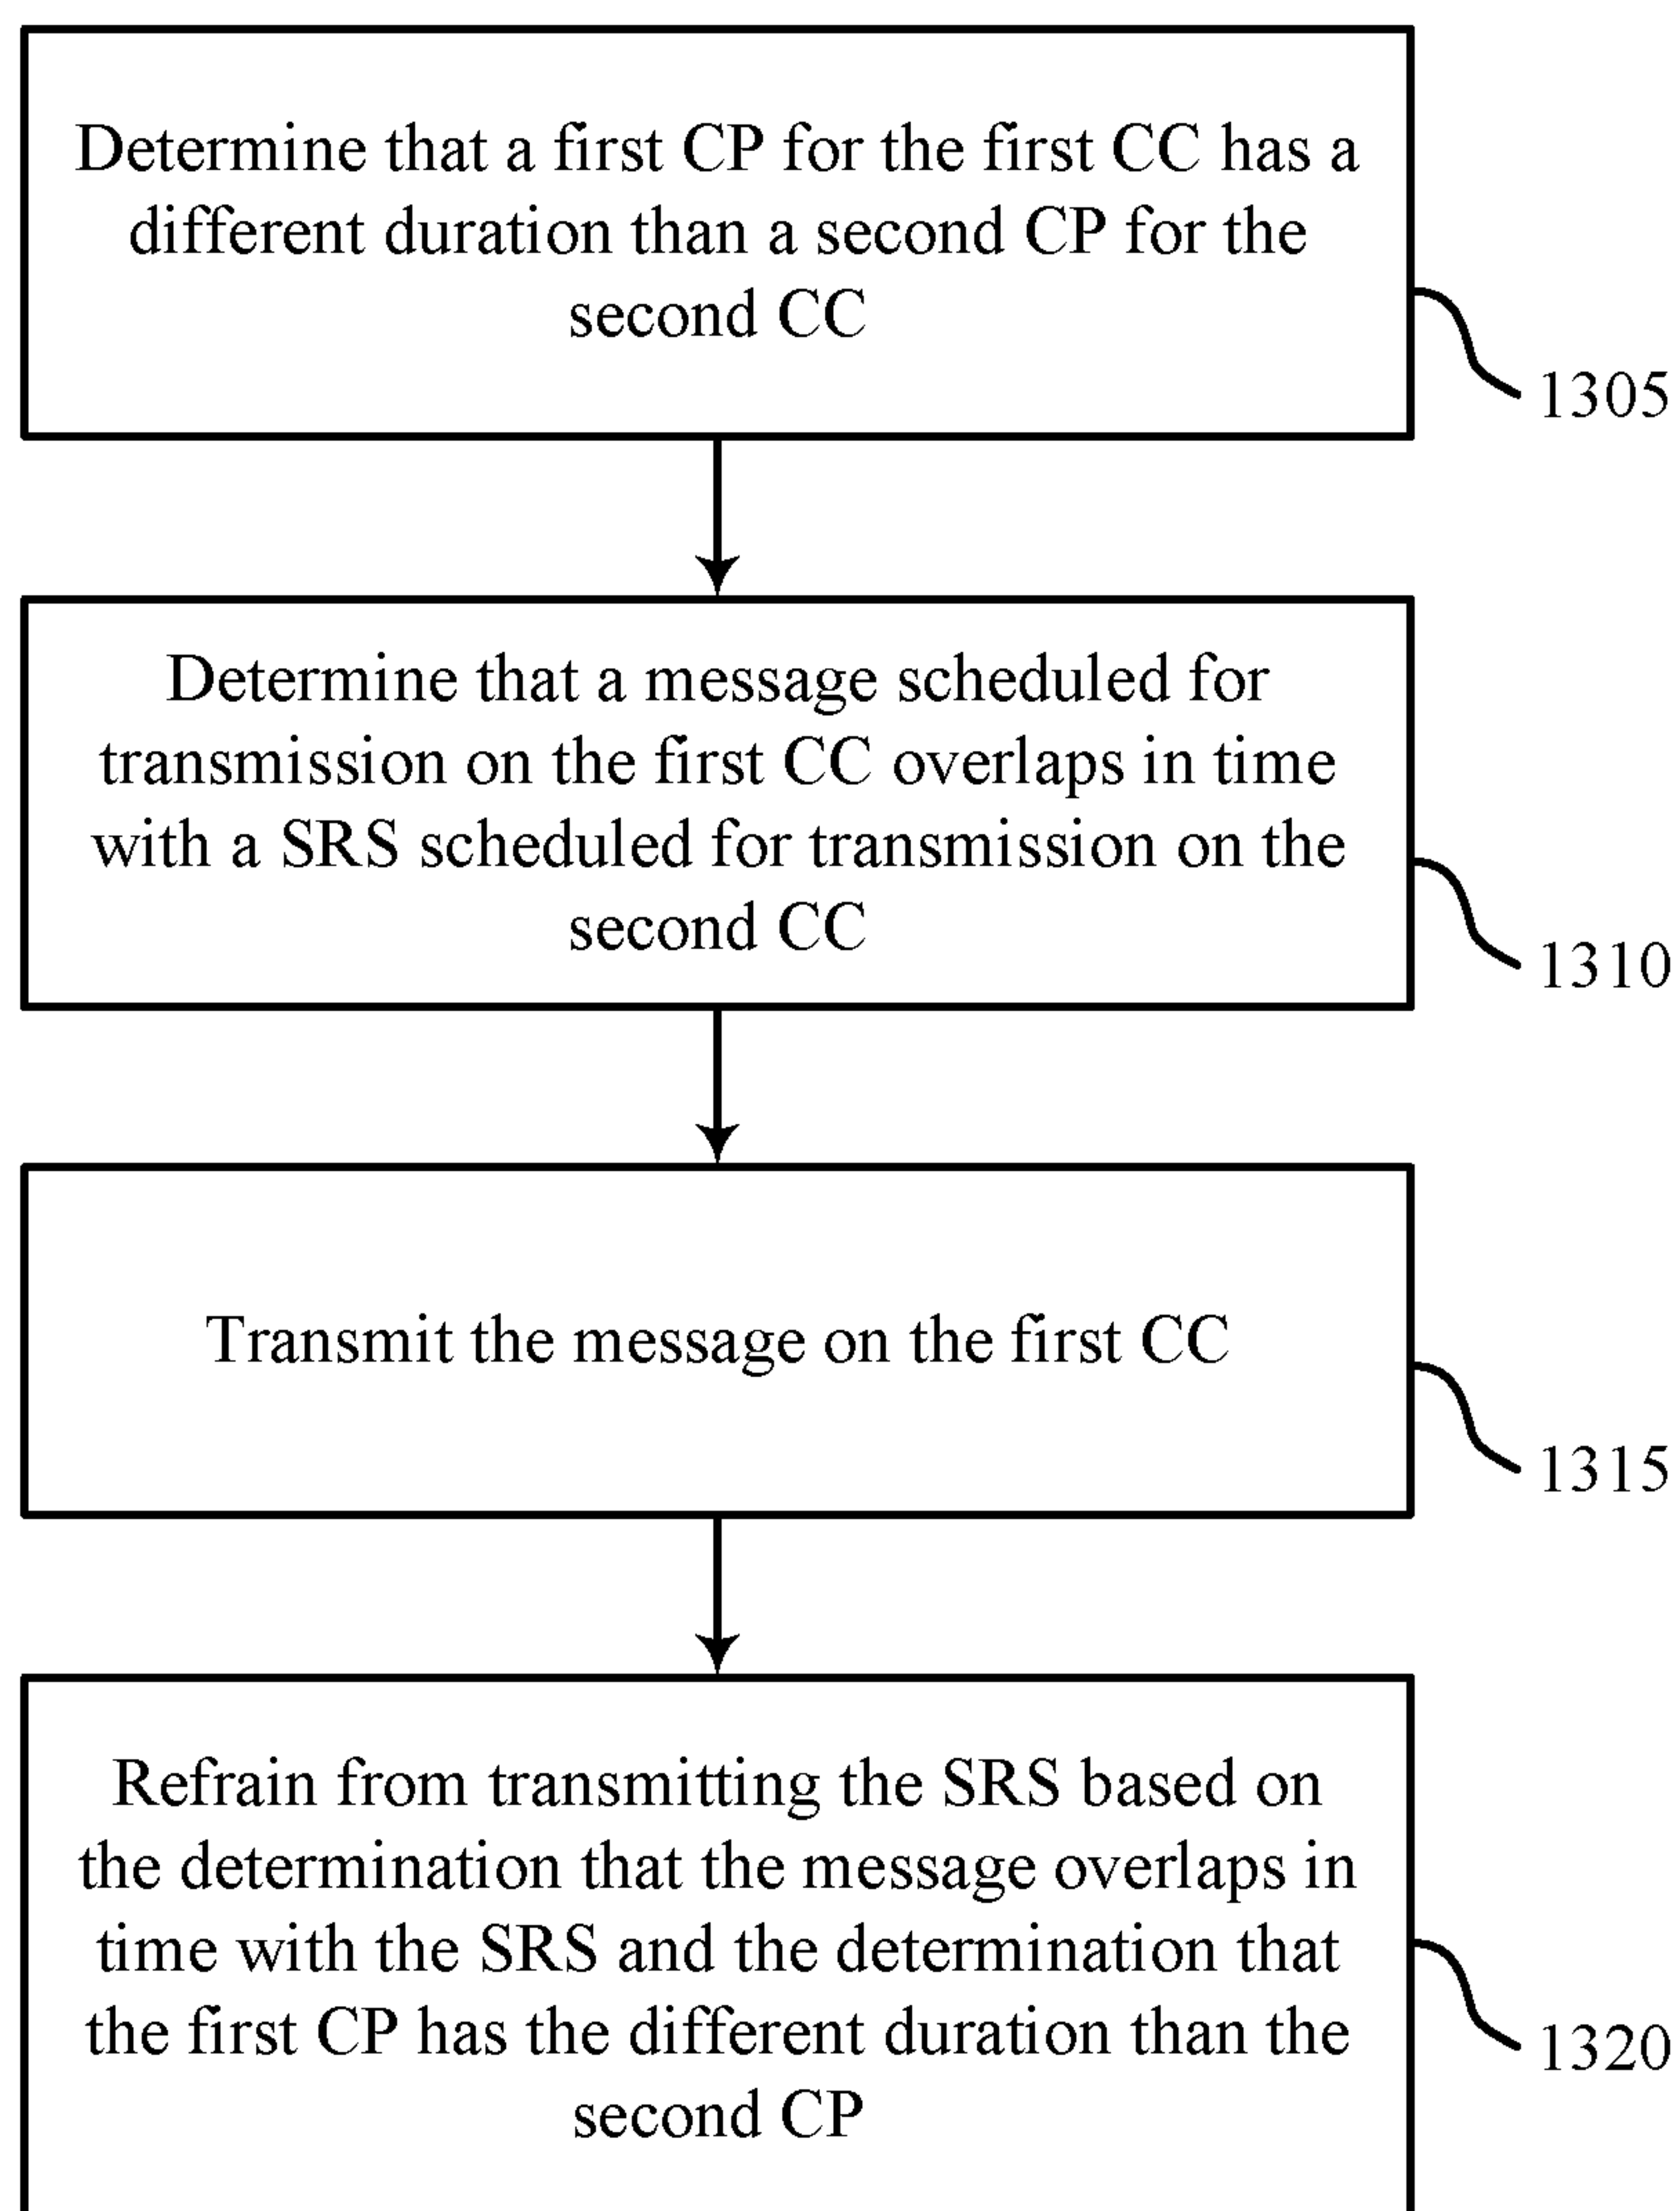 Determine that a first CP for the first CC has a
different duration than a second CP for the
second CC
1305
Determine that a message scheduled for
transmission on the first CC overlaps in time
with a SRS scheduled for transmission on the
second CC
1310
Transmit the message on the first CC
1315
Refrain from transmitting the SRS based on
the determination that the message overlaps in
time with the SRS and the determination that
the first CP has the different duration than the
second CP
1320